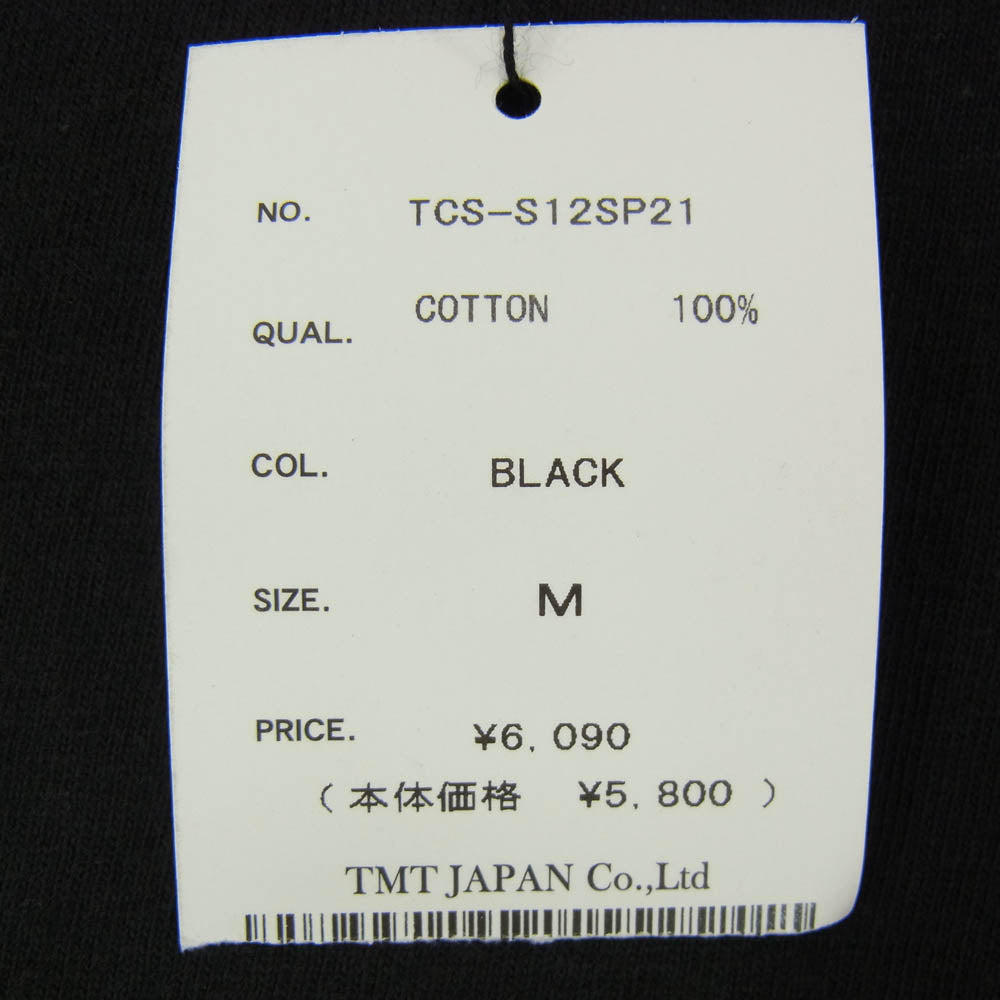 NO. TCS-S12SP21
QUAL. COTTON 100%
COL. BLACK
SIZE. M
PRICE. ¥6,090
(本体価格 ¥5,800)
TMT JAPAN Co.,Ltd